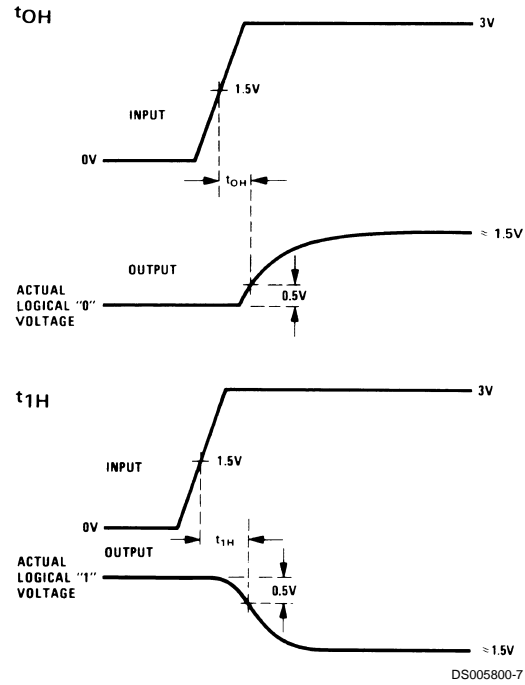 tOH
3V
1.5V
INPUT
0V
tOH
≈ 1.5V
OUTPUT
0.5V
ACTUAL
LOGICAL "0"
VOLTAGE
t1H
3V
1.5V
INPUT
0V
OUTPUT
t1H
ACTUAL
LOGICAL "1"
VOLTAGE
0.5V
≈ 1.5V
DS005800-7